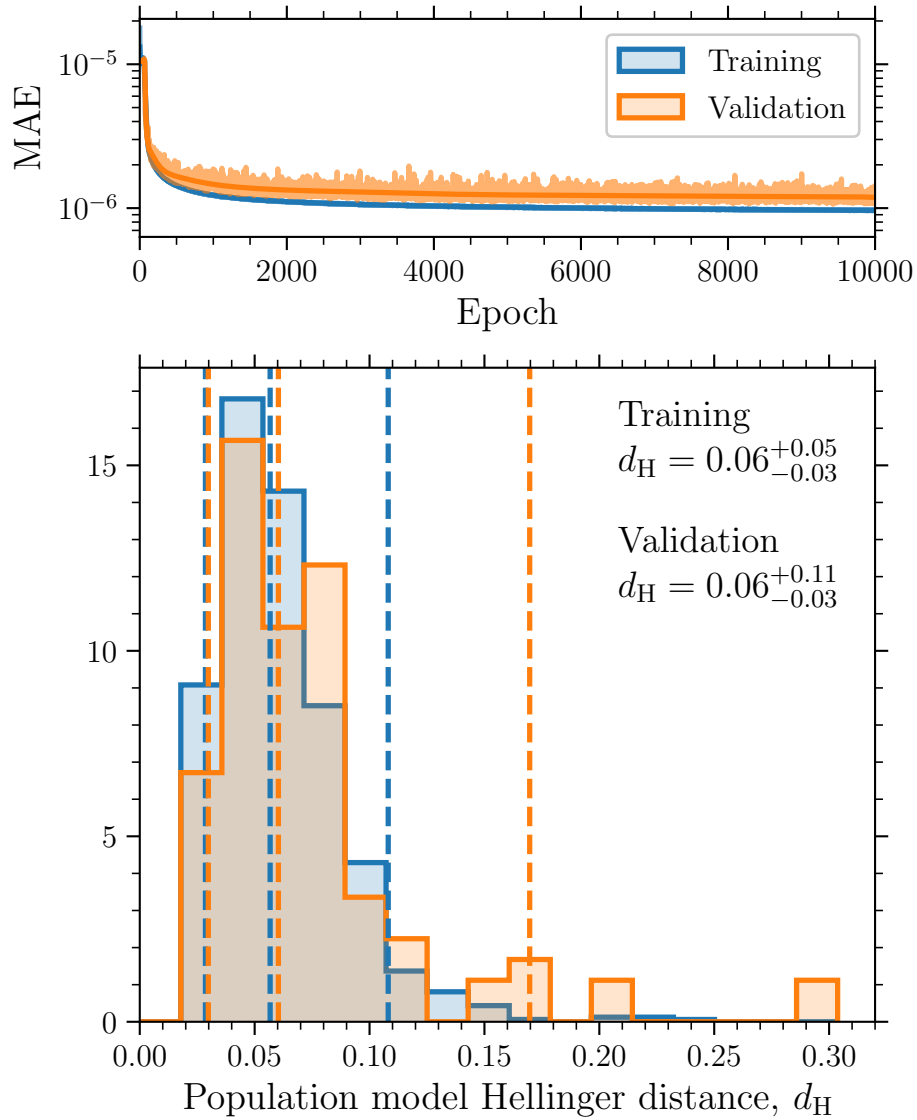 10⁻⁵
10⁻⁶
MAE
Training
Validation
0 2000 4000 6000 8000 10000
Epoch
15
10
5
0
Training
d_H = 0.06^{+0.05}_{-0.03}
Validation
d_H = 0.06^{+0.11}_{-0.03}
0.00 0.05 0.10 0.15 0.20 0.25 0.30
Population model Hellinger distance, d_H